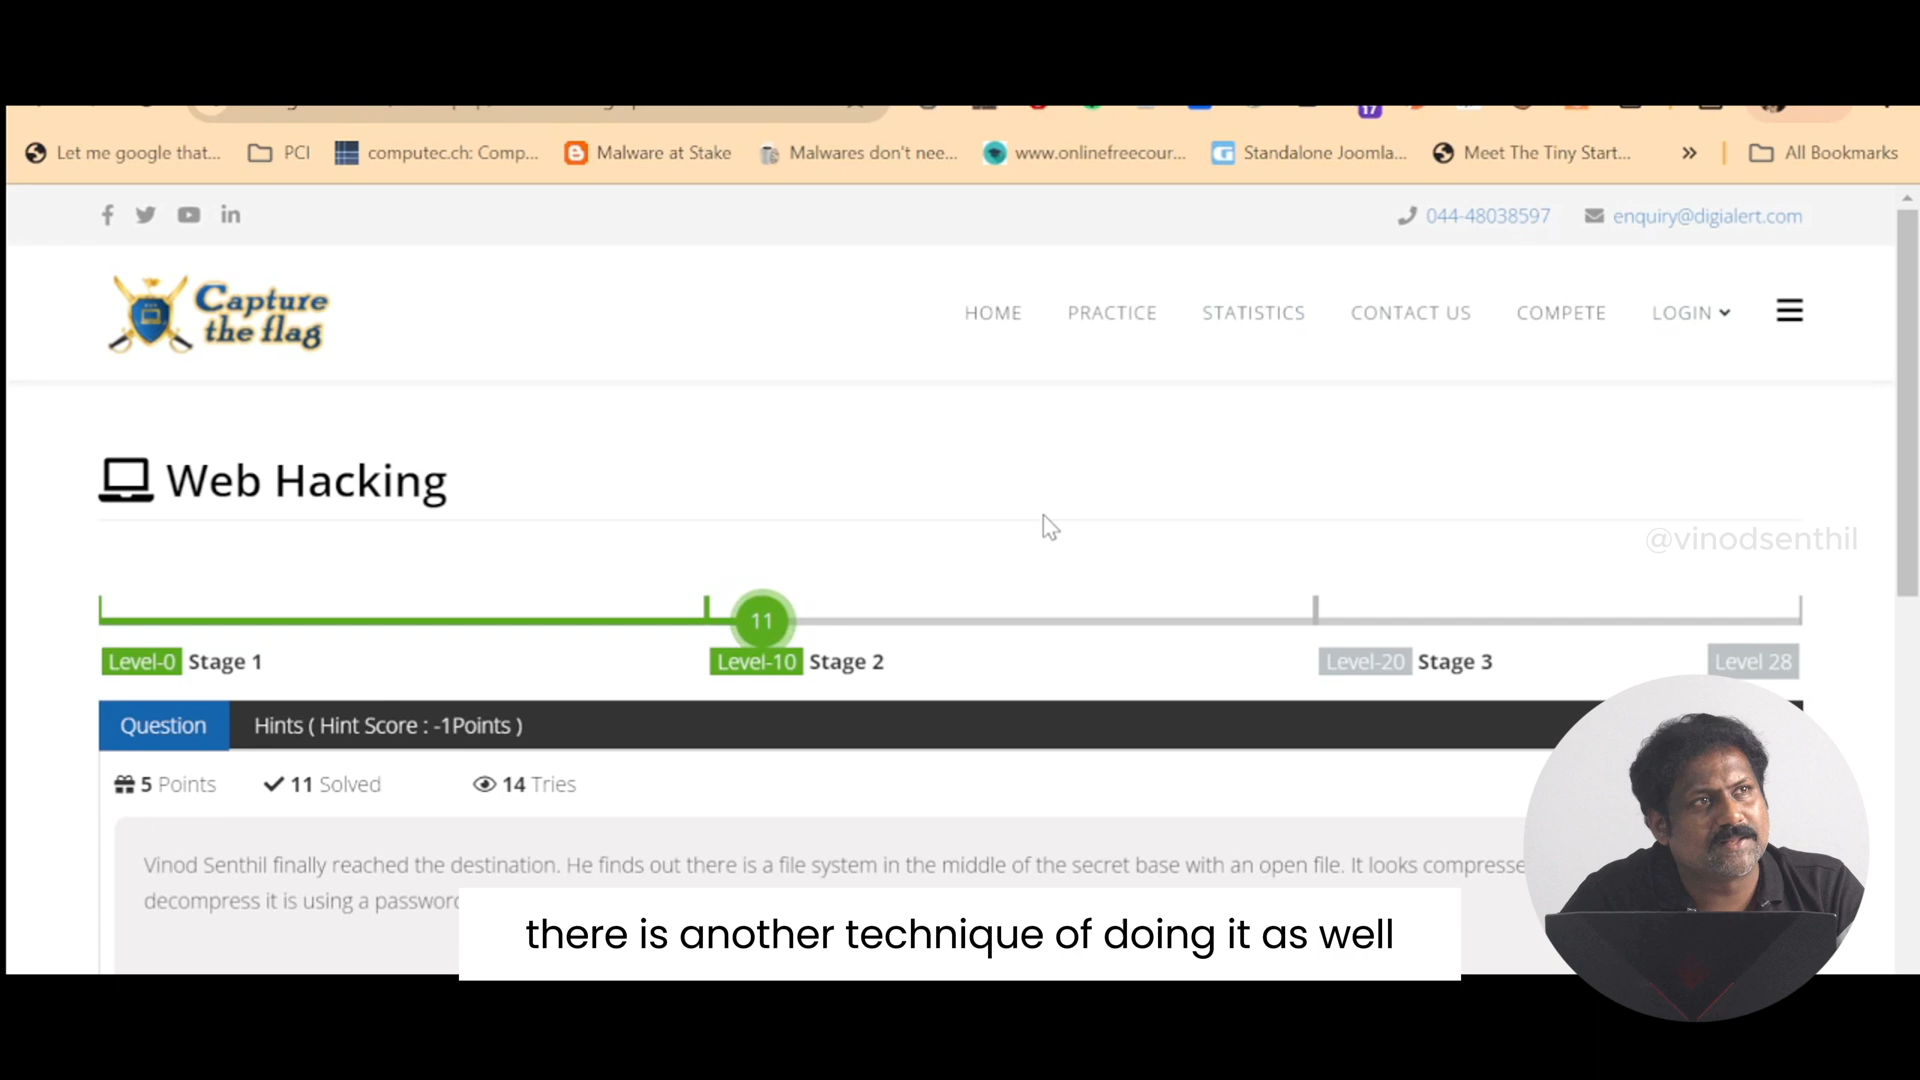 17
Let me google that...
PCI
computec.ch: Comp...
Malware at Stake
Malwares don't nee...
www.onlinefreecour...
Standalone Joomla...
Meet The Tiny Start...
»
All Bookmarks
044-48038597
enquiry@digialert.com
Capture
the flag
HOME
PRACTICE
STATISTICS
CONTACT US
COMPETE
LOGIN
Web Hacking
@vinodsenthil
11
Level-0 Stage 1
Level-10 Stage 2
Level-20 Stage 3
Level 28
Question
Hints ( Hint Score : -1Points )
5 Points
11 Solved
14 Tries
Vinod Senthil finally reached the destination. He finds out there is a file system in the middle of the secret base with an open file. It looks compresse
decompress it is using a password
there is another technique of doing it as well